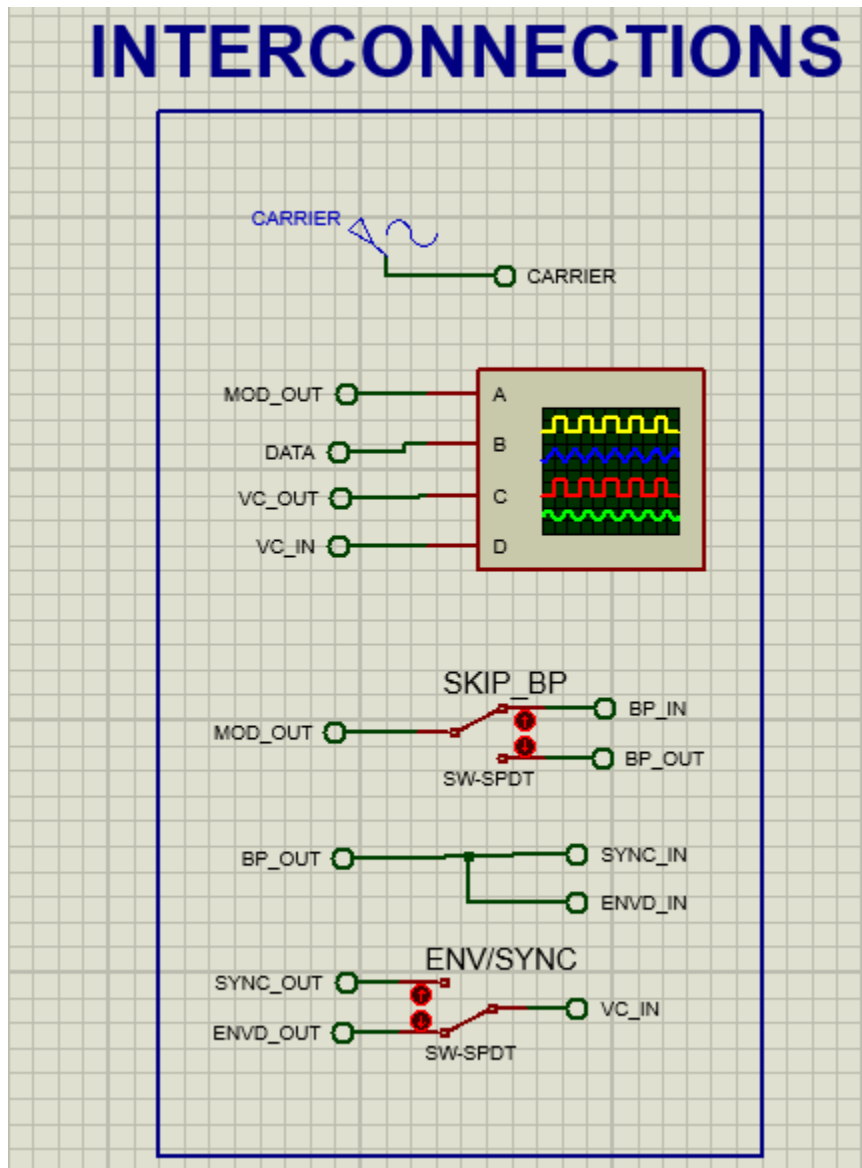 INTERCONNECTIONS
CARRIER
CARRIER
MOD_OUT
A
DATA
B
VC_OUT
C
VC_IN
D
SKIP_BP
BP_IN
MOD_OUT
BP_OUT
SW-SPDT
BP_OUT
SYNC_IN
ENVD_IN
ENV/SYNC
SYNC_OUT
VC_IN
ENVD_OUT
SW-SPDT